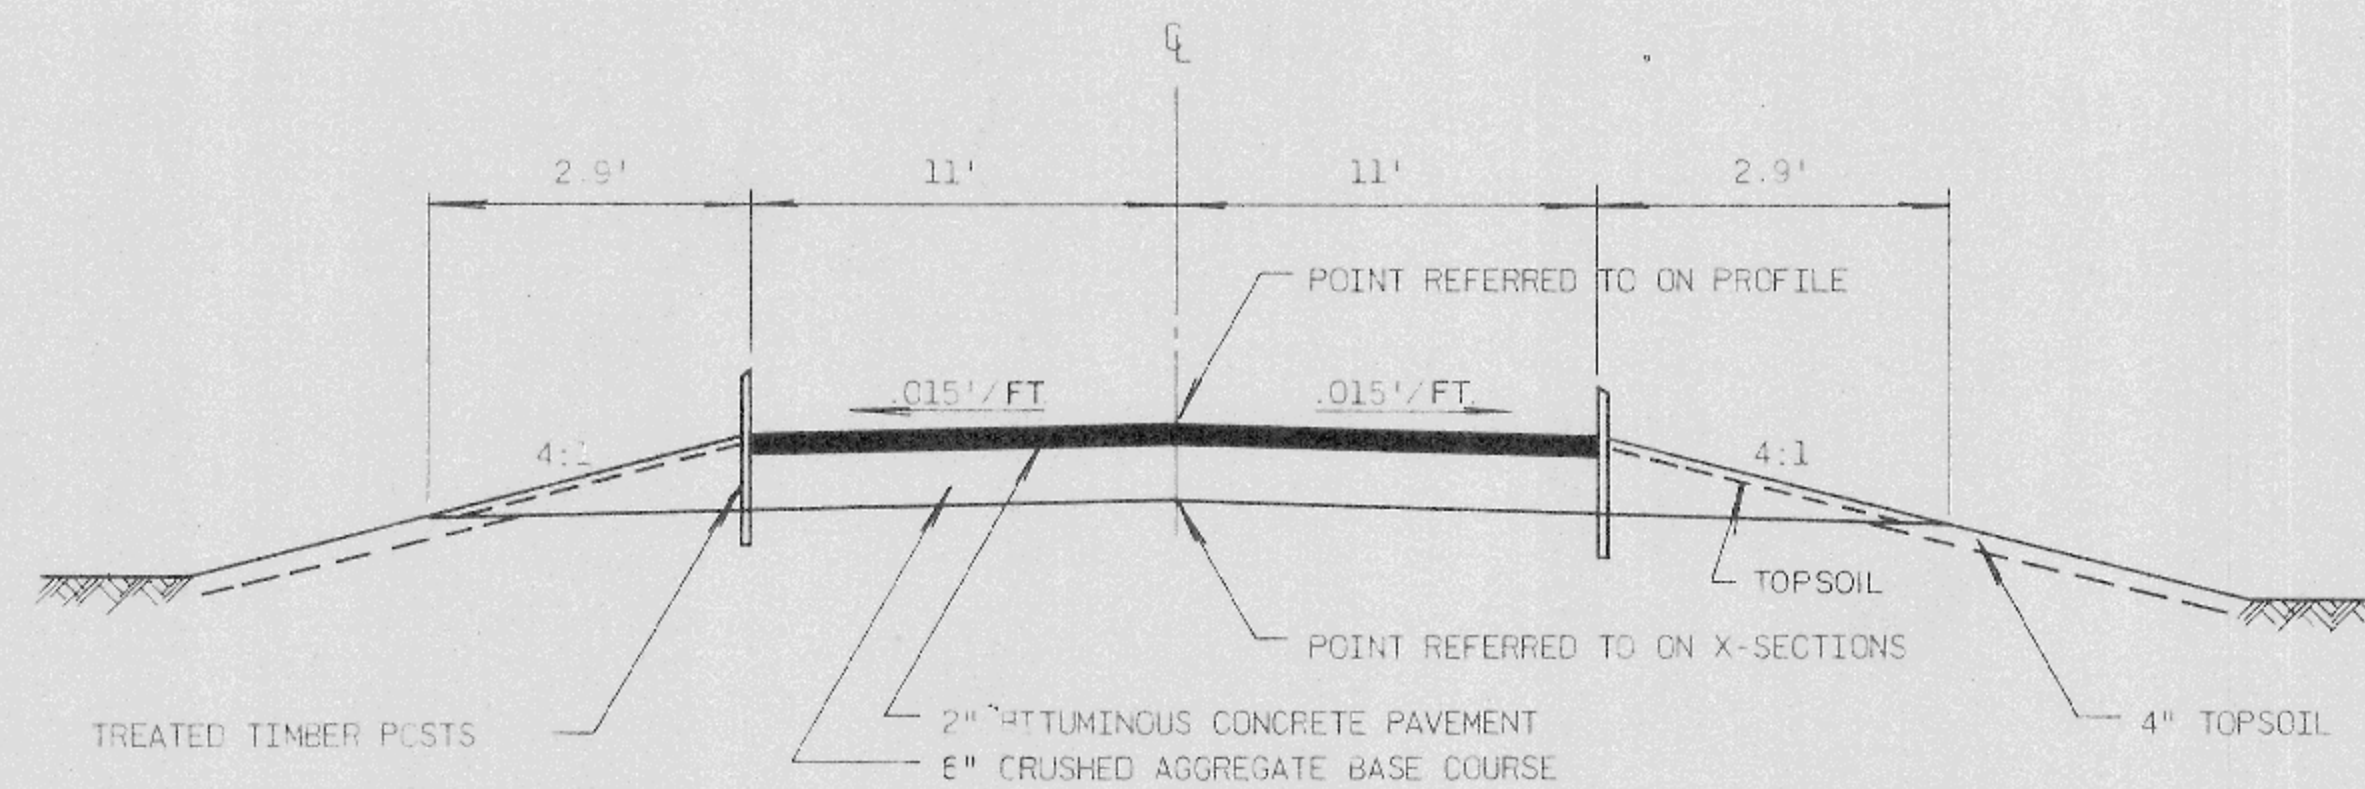 ℄
2.9' 11' 11' 2.9'
POINT REFERRED TO ON PROFILE
.015'/FT. .015'/FT.
4:1 4:1
TOPSOIL
POINT REFERRED TO ON X-SECTIONS
2" BITUMINOUS CONCRETE PAVEMENT
4" TOPSOIL
TREATED TIMBER POSTS
6" CRUSHED AGGREGATE BASE COURSE